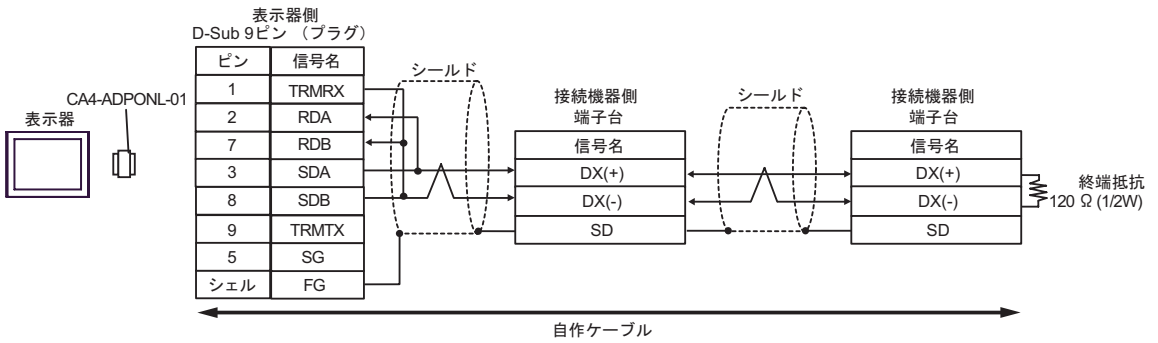 表示器側
D-Sub 9ピン （プラグ）
CA4-ADPONL-01
表示器
ピン 信号名
1 TRMRX
2 RDA
7 RDB
3 SDA
8 SDB
9 TRMTX
5 SG
シェル FG
シールド
接続機器側
端子台
信号名
DX(+)
DX(-)
SD
シールド
接続機器側
端子台
信号名
DX(+)
DX(-)
SD
終端抵抗
120 Ω (1/2W)
自作ケーブル